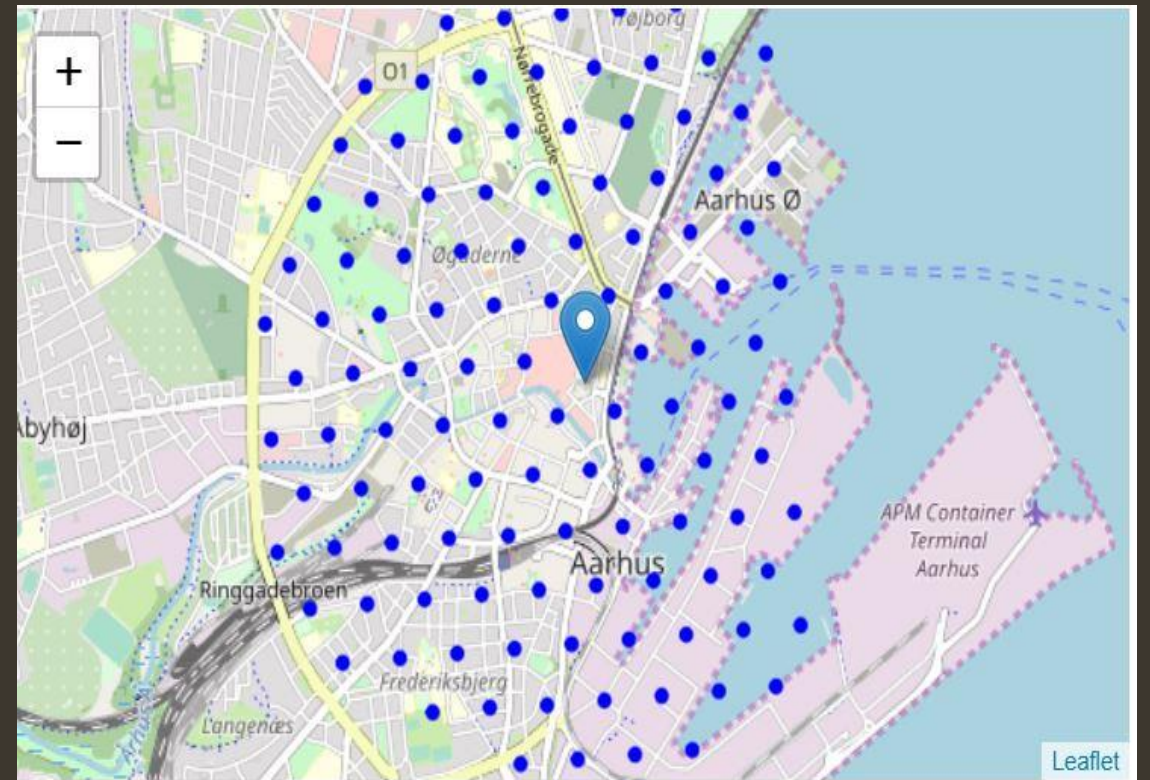 Trøjborg
+
O1
Nørrebrogade
−
Aarhus Ø
Øgaderne
Åbyhøj
APM Container
Terminal
Aarhus
Aarhus
Ringgadebroen
Frederiksbjerg
Langenæs
Leaflet